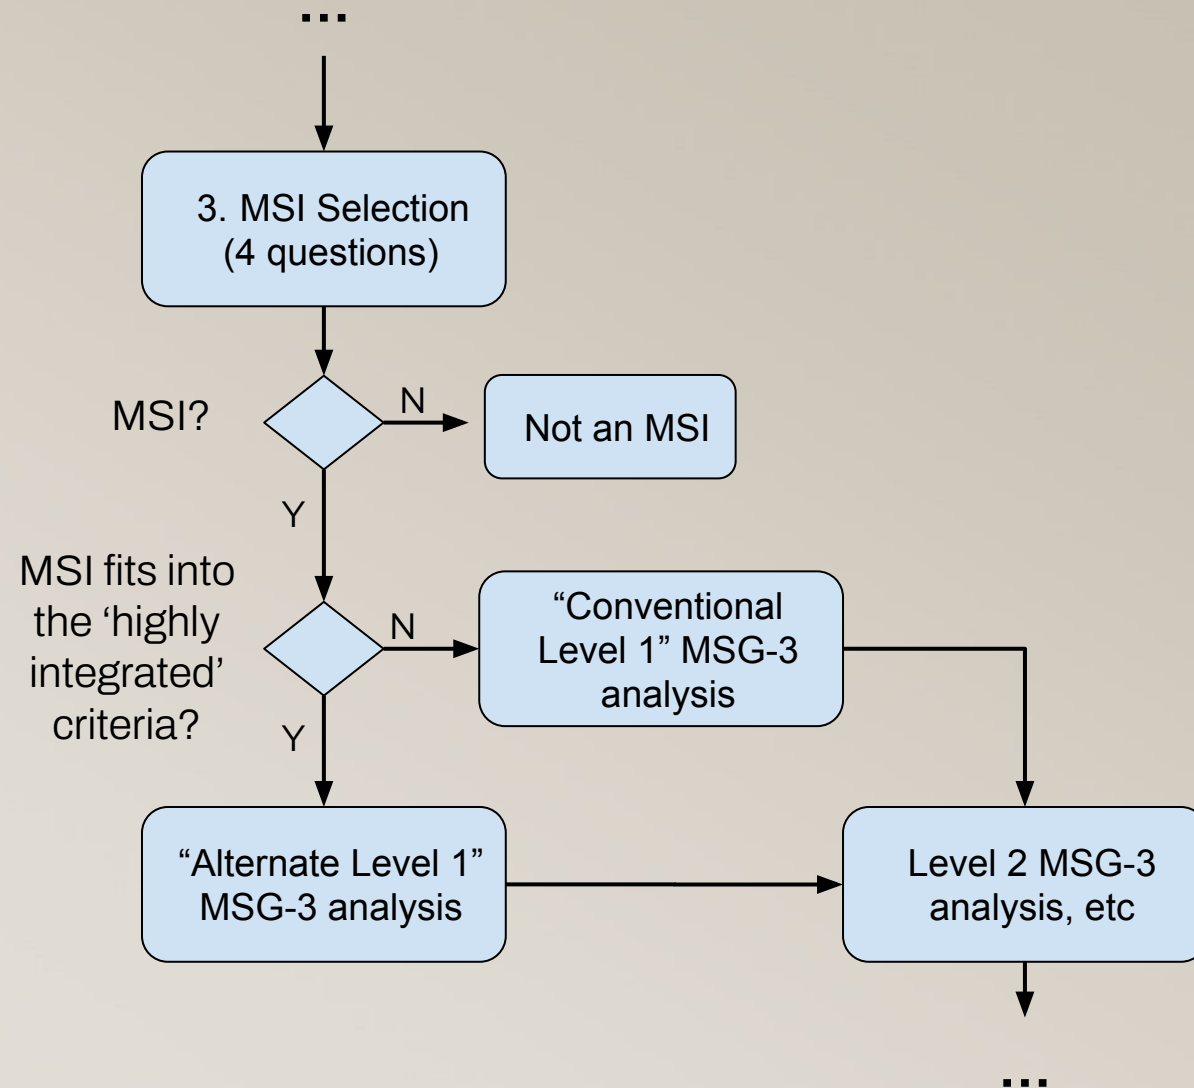 ...
3. MSI Selection
(4 questions)
MSI?
N
Not an MSI
Y
MSI fits into
the ‘highly
integrated’
criteria?
N
“Conventional
Level 1” MSG-3
analysis
Y
“Alternate Level 1”
MSG-3 analysis
Level 2 MSG-3
analysis, etc
...